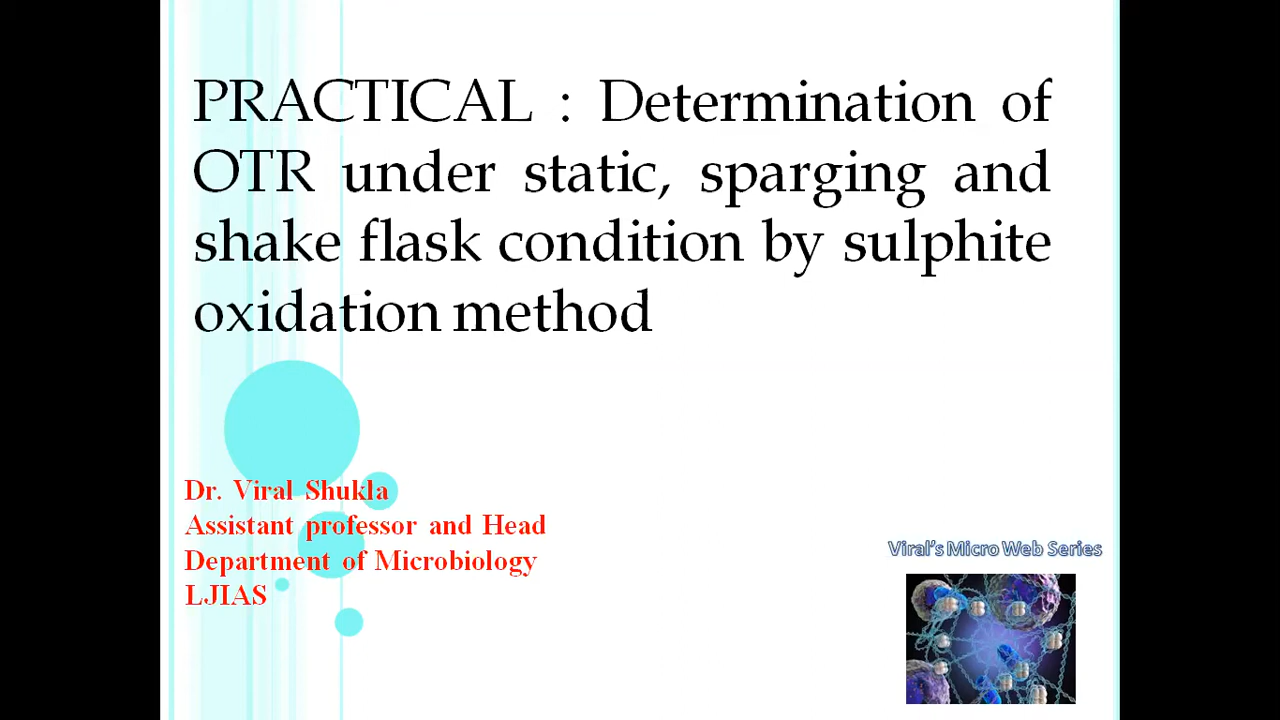 PRACTICAL : Determination of
OTR under static, sparging and
shake flask condition by sulphite
oxidation method
Dr. Viral Shukla
Assistant professor and Head
Department of Microbiology
LJIAS
Viral's Micro Web Series